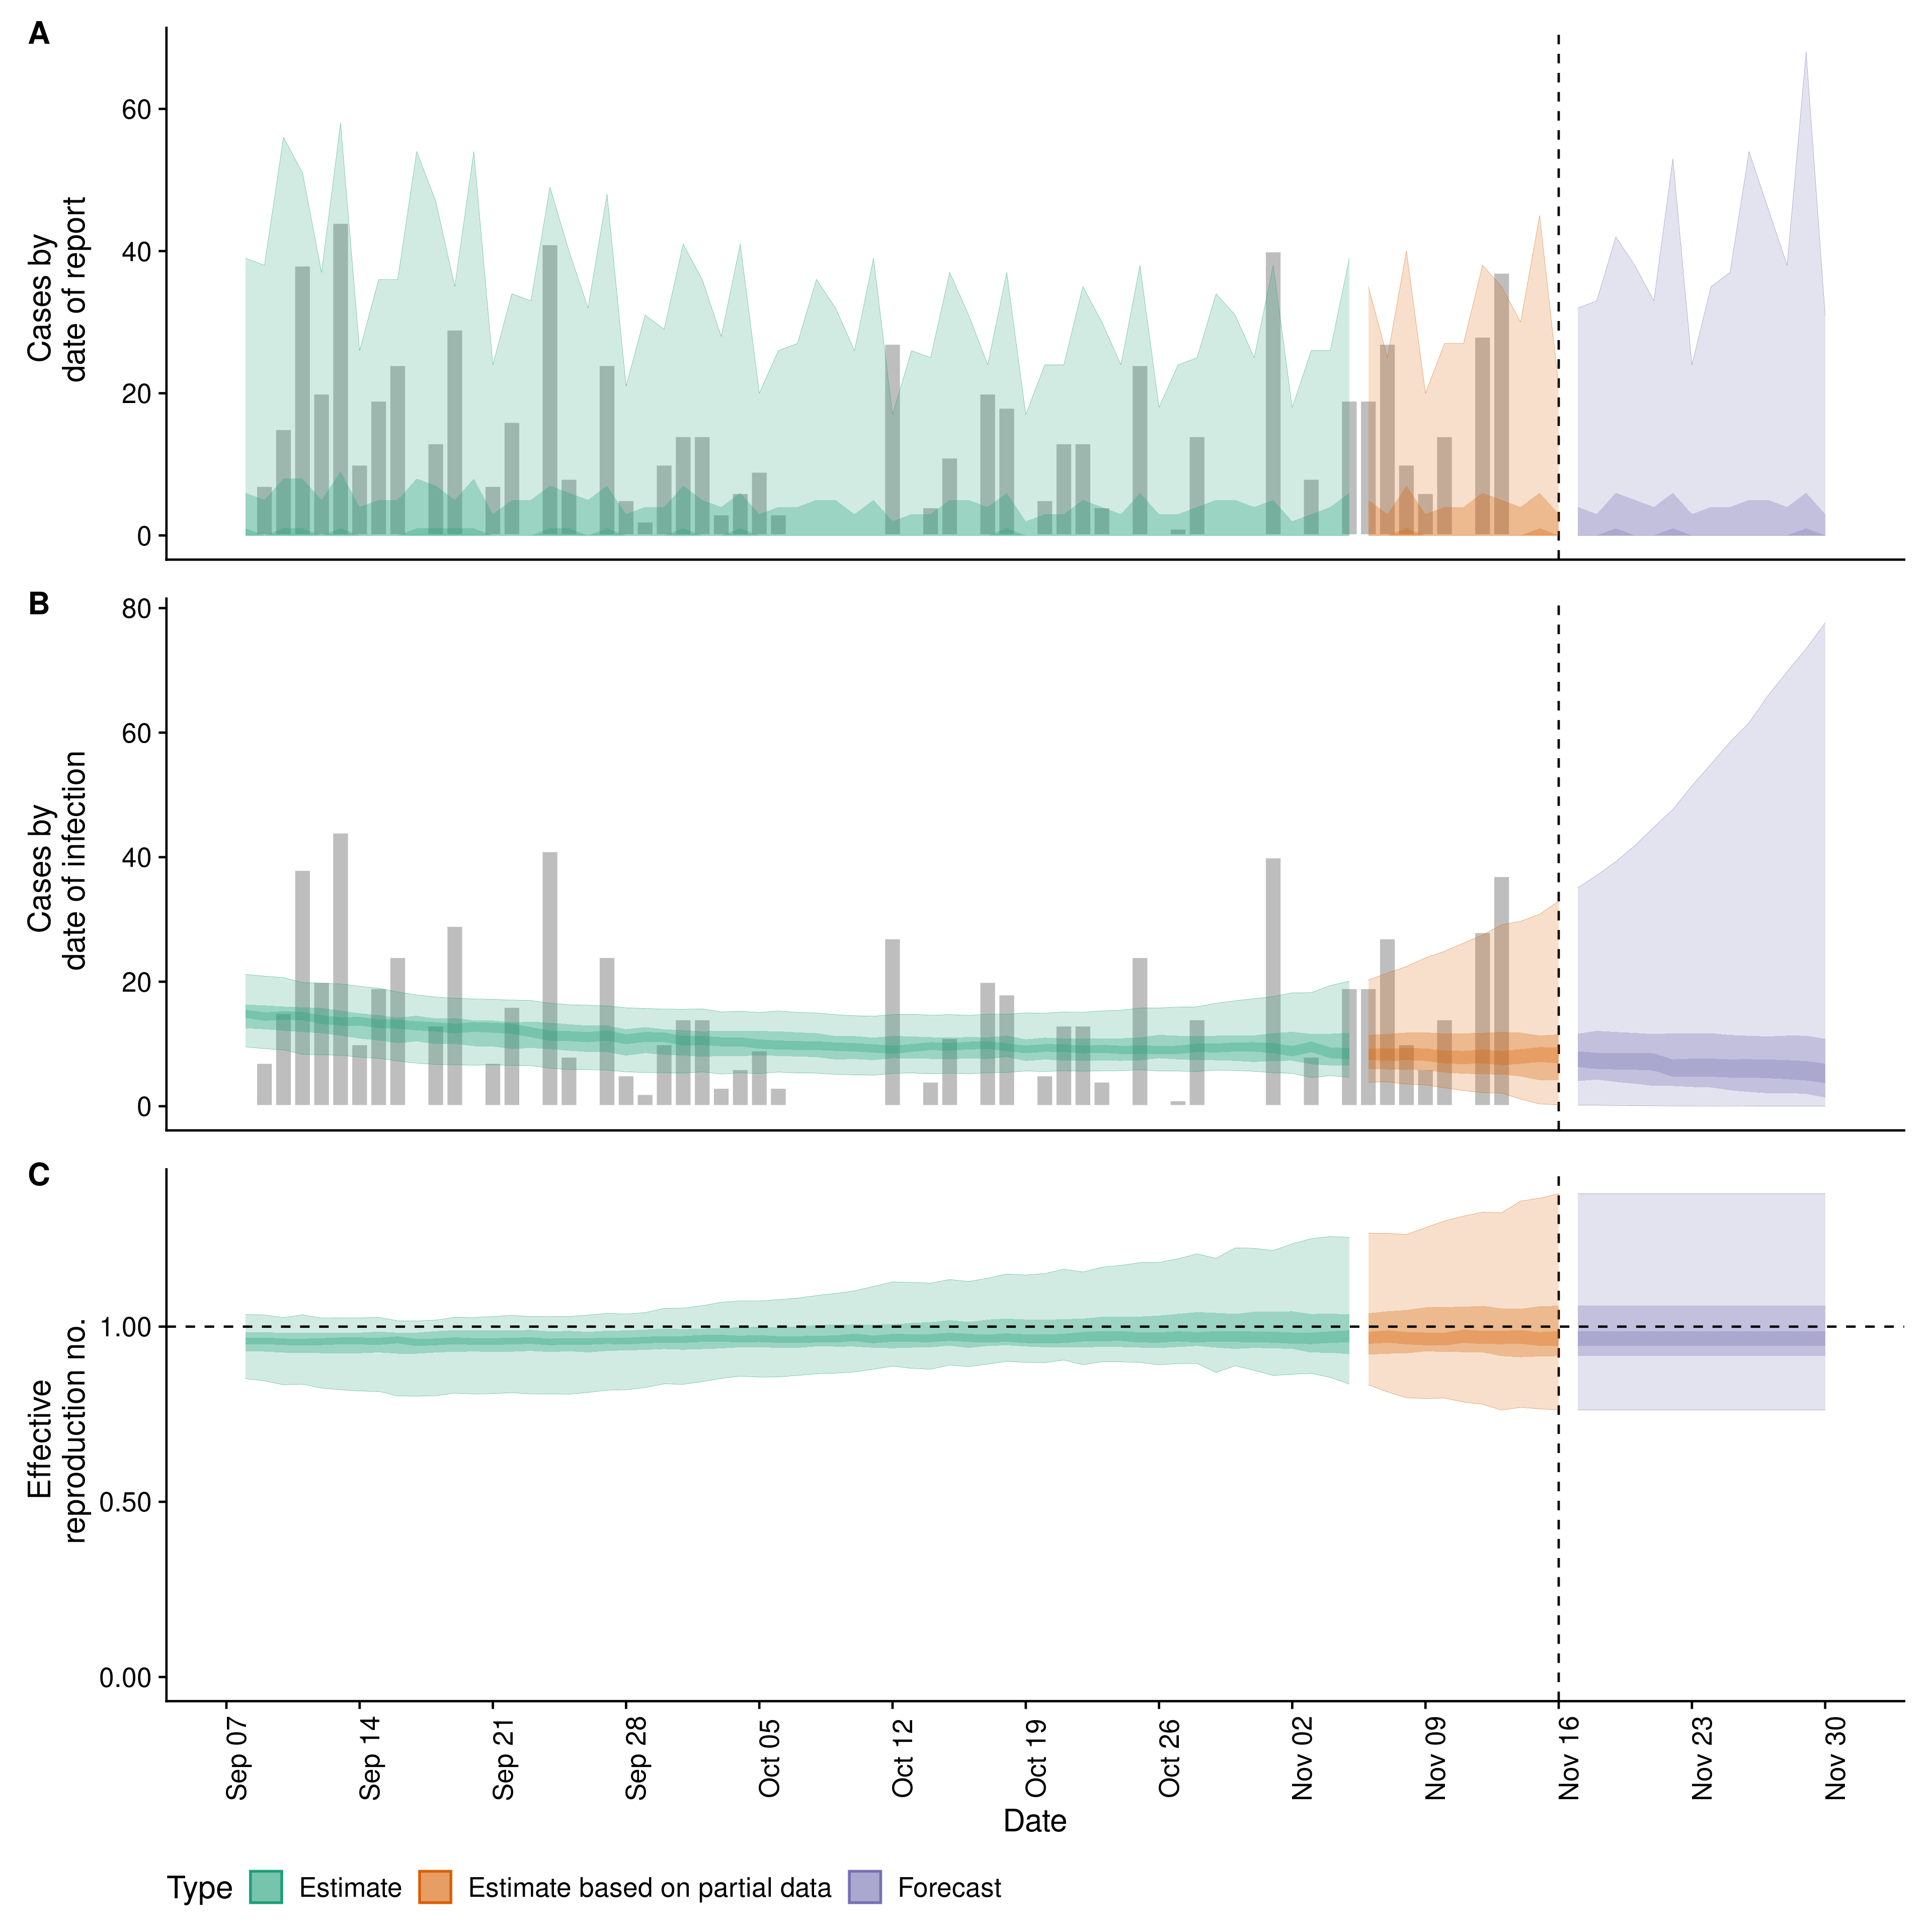 A
Cases by
date of report
60
40
20
0
B
Cases by
date of infection
80
60
40
20
0
C
Effective
reproduction no.
1.00
0.50
0.00
Sep 07
Sep 14
Sep 21
Sep 28
Oct 05
Oct 12
Oct 19
Oct 26
Nov 02
Nov 09
Nov 16
Nov 23
Nov 30
Date
Type Estimate Estimate based on partial data Forecast